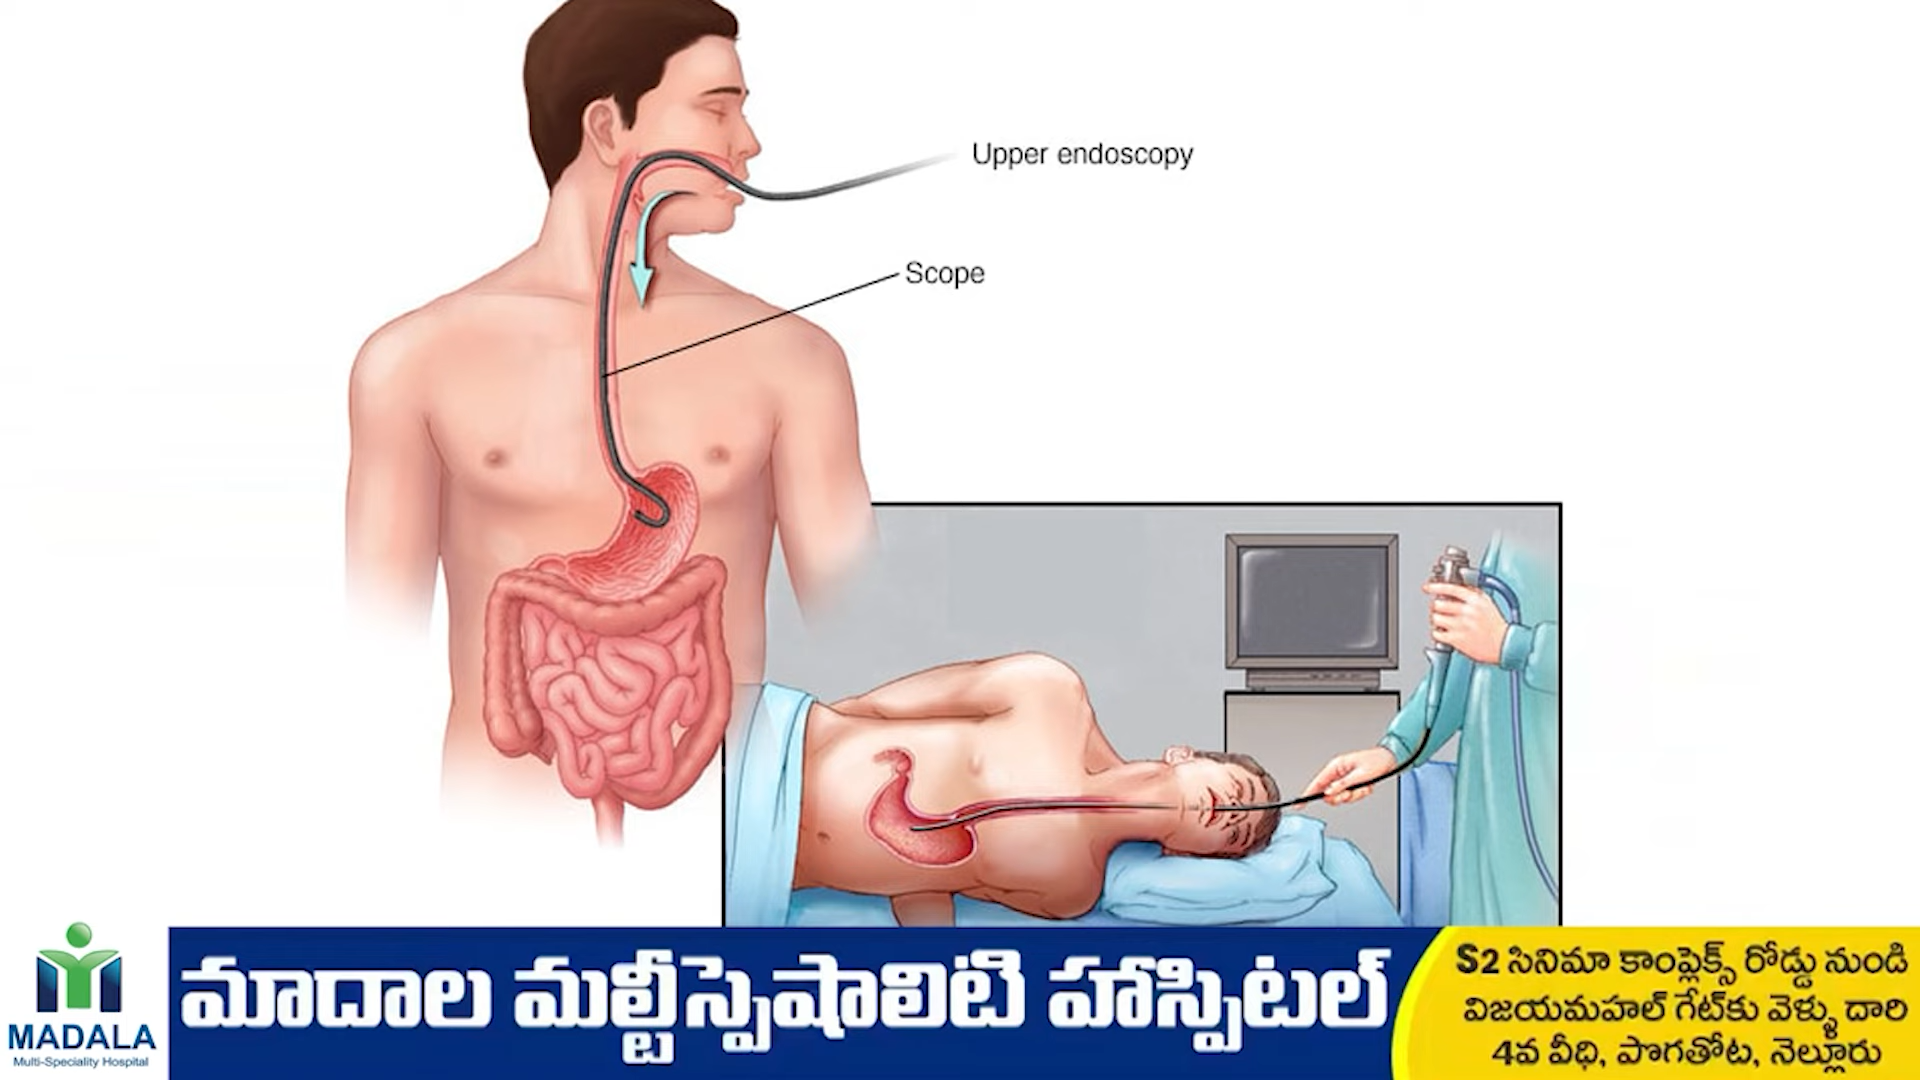 Upper endoscopy
Scope
MADALA
Multi-Speciality Hospital
మాదాల మల్టీస్పెషాలిటి హాస్పిటల్
S2 సినిమా కాంప్లెక్స్ రోడ్డు నుండి
విజయమహల్ గేట్‌కు వెళ్ళు దారి
4వ వీధి, పొగతోట, నెల్లూరు